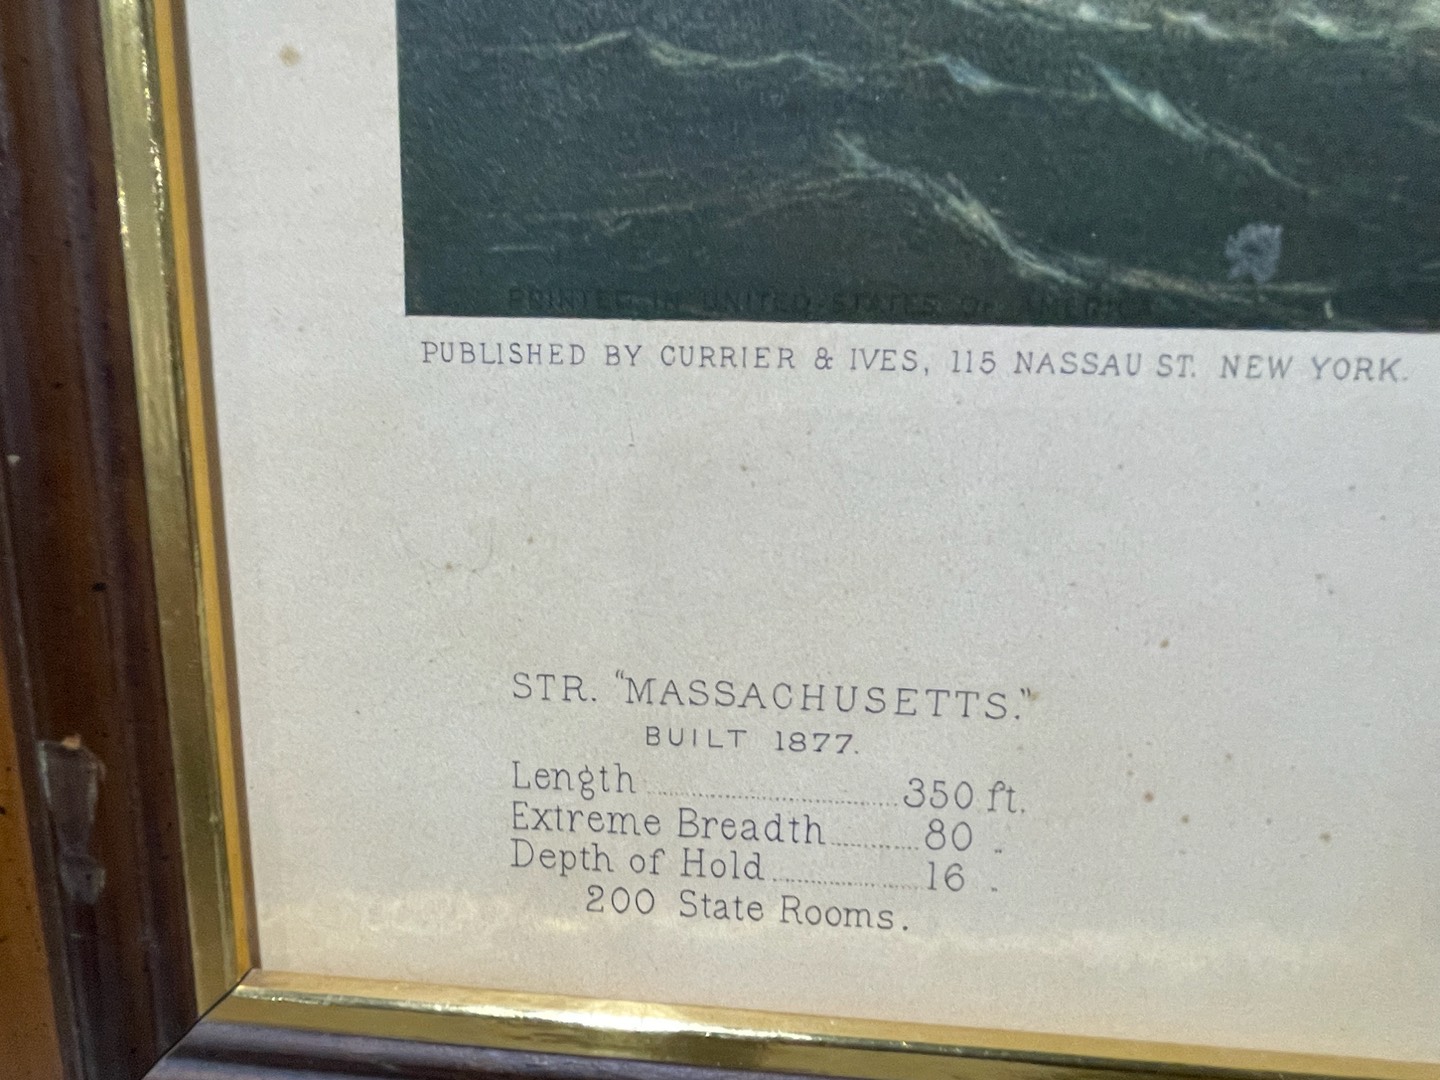 PRINTED IN UNITED STATES OF AMERICA
PUBLISHED BY CURRIER & IVES, 115 NASSAU ST. NEW YORK.
STR. "MASSACHUSETTS."
BUILT 1877.
Length ........................ 350 ft.
Extreme Breadth ......... 80 "
Depth of Hold ............... 16 "
200 State Rooms.